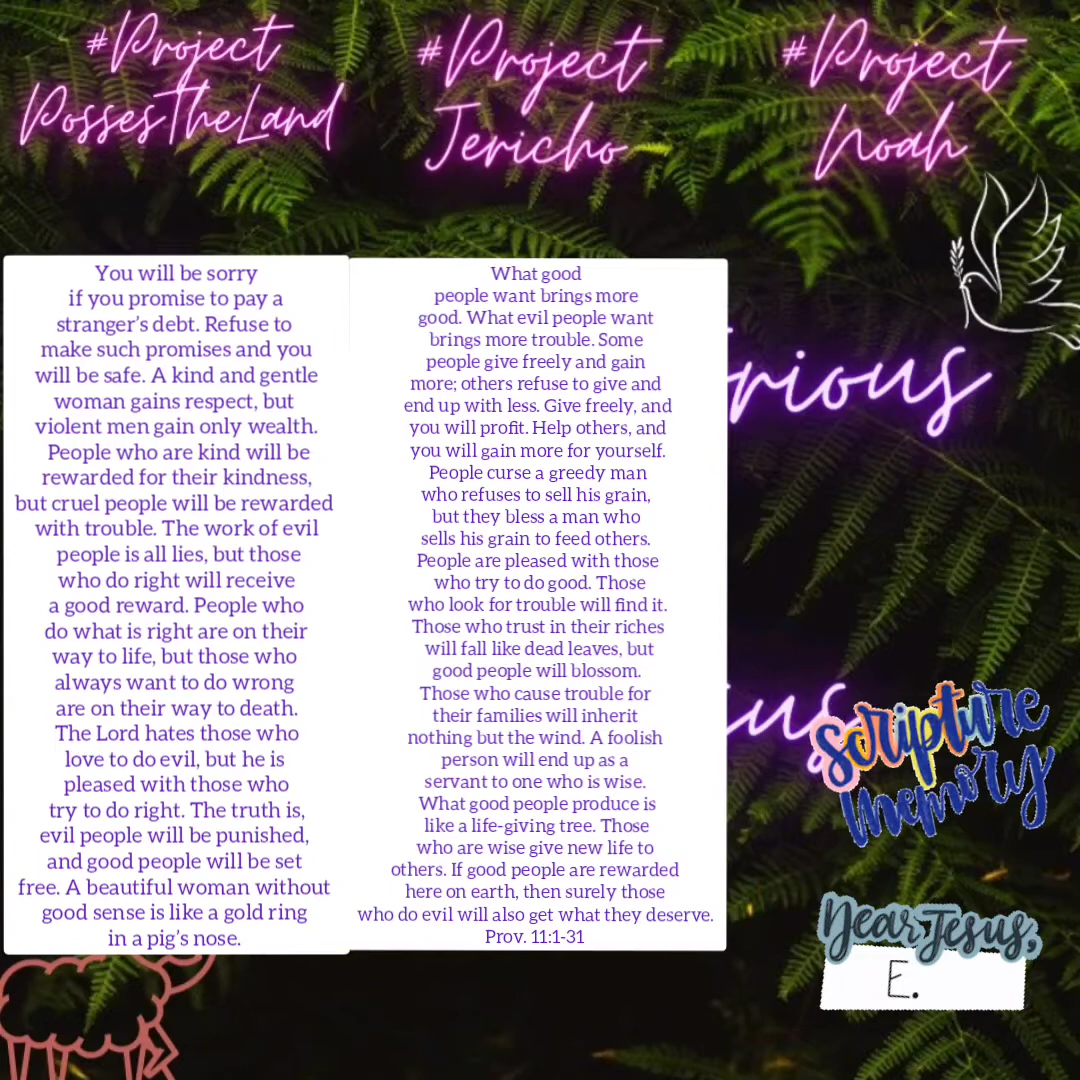 #Project
PossesTheLand
#Project
Jericho
#Project
Noah
You will be sorry
if you promise to pay a
stranger's debt. Refuse to
make such promises and you
will be safe. A kind and gentle
woman gains respect, but
violent men gain only wealth.
People who are kind will be
rewarded for their kindness,
but cruel people will be rewarded
with trouble. The work of evil
people is all lies, but those
who do right will receive
a good reward. People who
do what is right are on their
way to life, but those who
always want to do wrong
are on their way to death.
The Lord hates those who
love to do evil, but he is
pleased with those who
try to do right. The truth is,
evil people will be punished,
and good people will be set
free. A beautiful woman without
good sense is like a gold ring
in a pig's nose.
What good
people want brings more
good. What evil people want
brings more trouble. Some
people give freely and gain
more; others refuse to give and
end up with less. Give freely, and
you will profit. Help others, and
you will gain more for yourself.
People curse a greedy man
who refuses to sell his grain,
but they bless a man who
sells his grain to feed others.
People are pleased with those
who try to do good. Those
who look for trouble will find it.
Those who trust in their riches
will fall like dead leaves, but
good people will blossom.
Those who cause trouble for
their families will inherit
nothing but the wind. A foolish
person will end up as a
servant to one who is wise.
What good people produce is
like a life-giving tree. Those
who are wise give new life to
others. If good people are rewarded
here on earth, then surely those
who do evil will also get what they deserve.
Prov. 11:1-31
scripture
memory
Dear Jesus,
E.